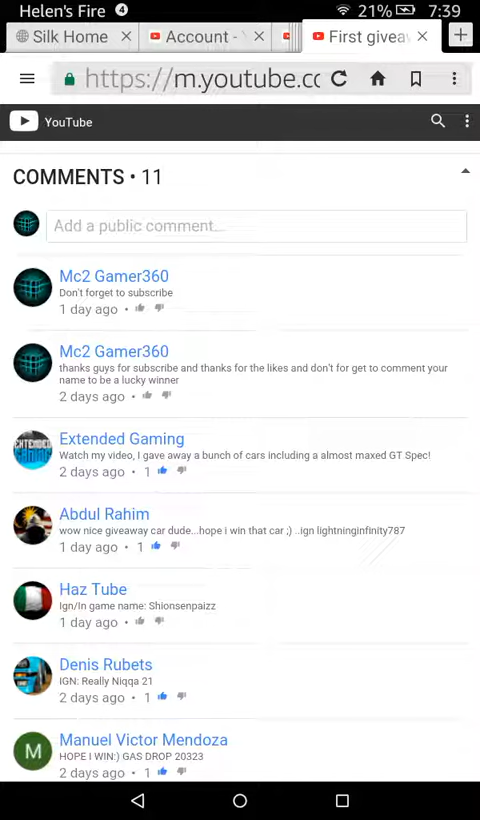 Helen's Fire 4 21% 7:39
Silk Home Account - First givea
https://m.youtube.cc
YouTube
COMMENTS • 11
Add a public comment...
Mc2 Gamer360
Don't forget to subscribe
1 day ago •
Mc2 Gamer360
thanks guys for subscribe and thanks for the likes and don't for get to comment your
name to be a lucky winner
2 days ago •
EXTENDED
GAMING
Extended Gaming
Watch my video, I gave away a bunch of cars including a almost maxed GT Spec!
2 days ago • 1
Abdul Rahim
wow nice giveaway car dude...hope i win that car ;) ..ign lightninginfinity787
1 day ago • 1
Haz Tube
Ign/In game name: Shionsenpaizz
1 day ago •
Denis Rubets
IGN: Really Niqqa 21
2 days ago • 1
M
Manuel Victor Mendoza
HOPE I WIN:) GAS DROP 20323
2 days ago • 1